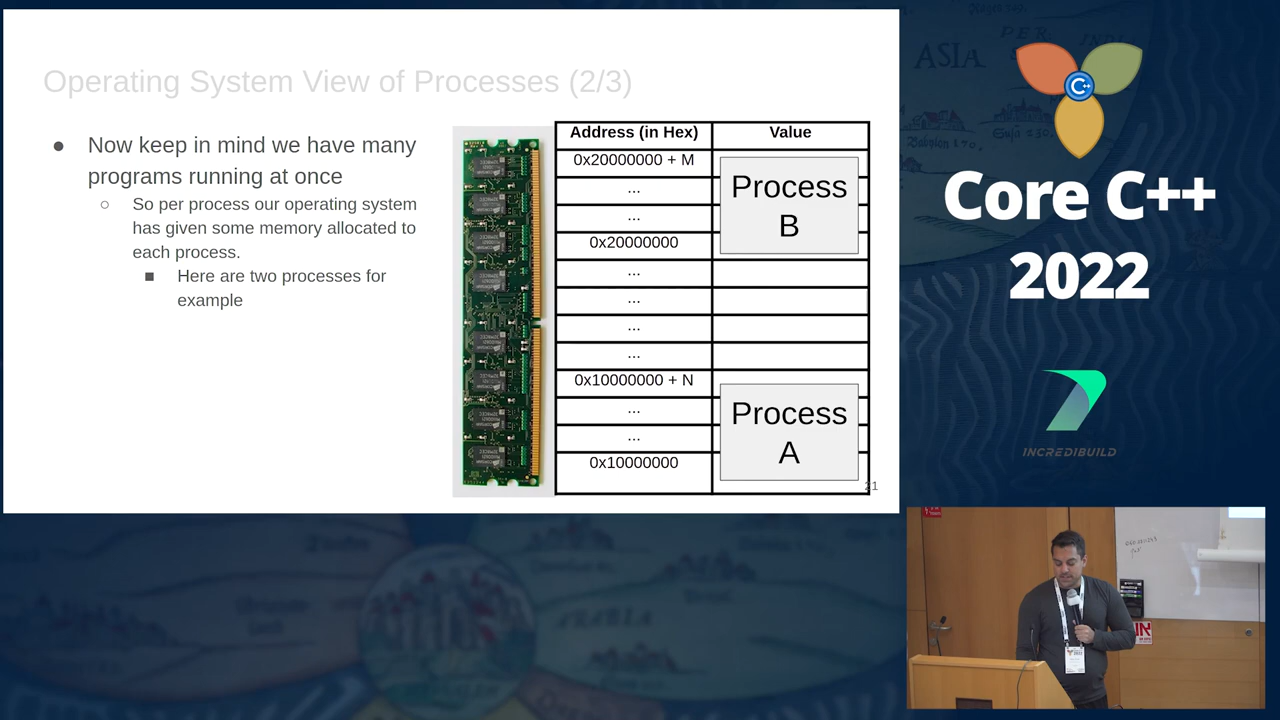 Operating System View of Processes (2/3)
● Now keep in mind we have many
programs running at once
○ So per process our operating system
has given some memory allocated to
each process.
■ Here are two processes for
example
Address (in Hex) Value
0x20000000 + M
...
...
0x20000000
Process
B
...
...
...
...
0x10000000 + N
...
...
0x10000000
Process
A
21
ASIA
C++
Core C++
2022
INCREDIBUILD
ARABIA
2022